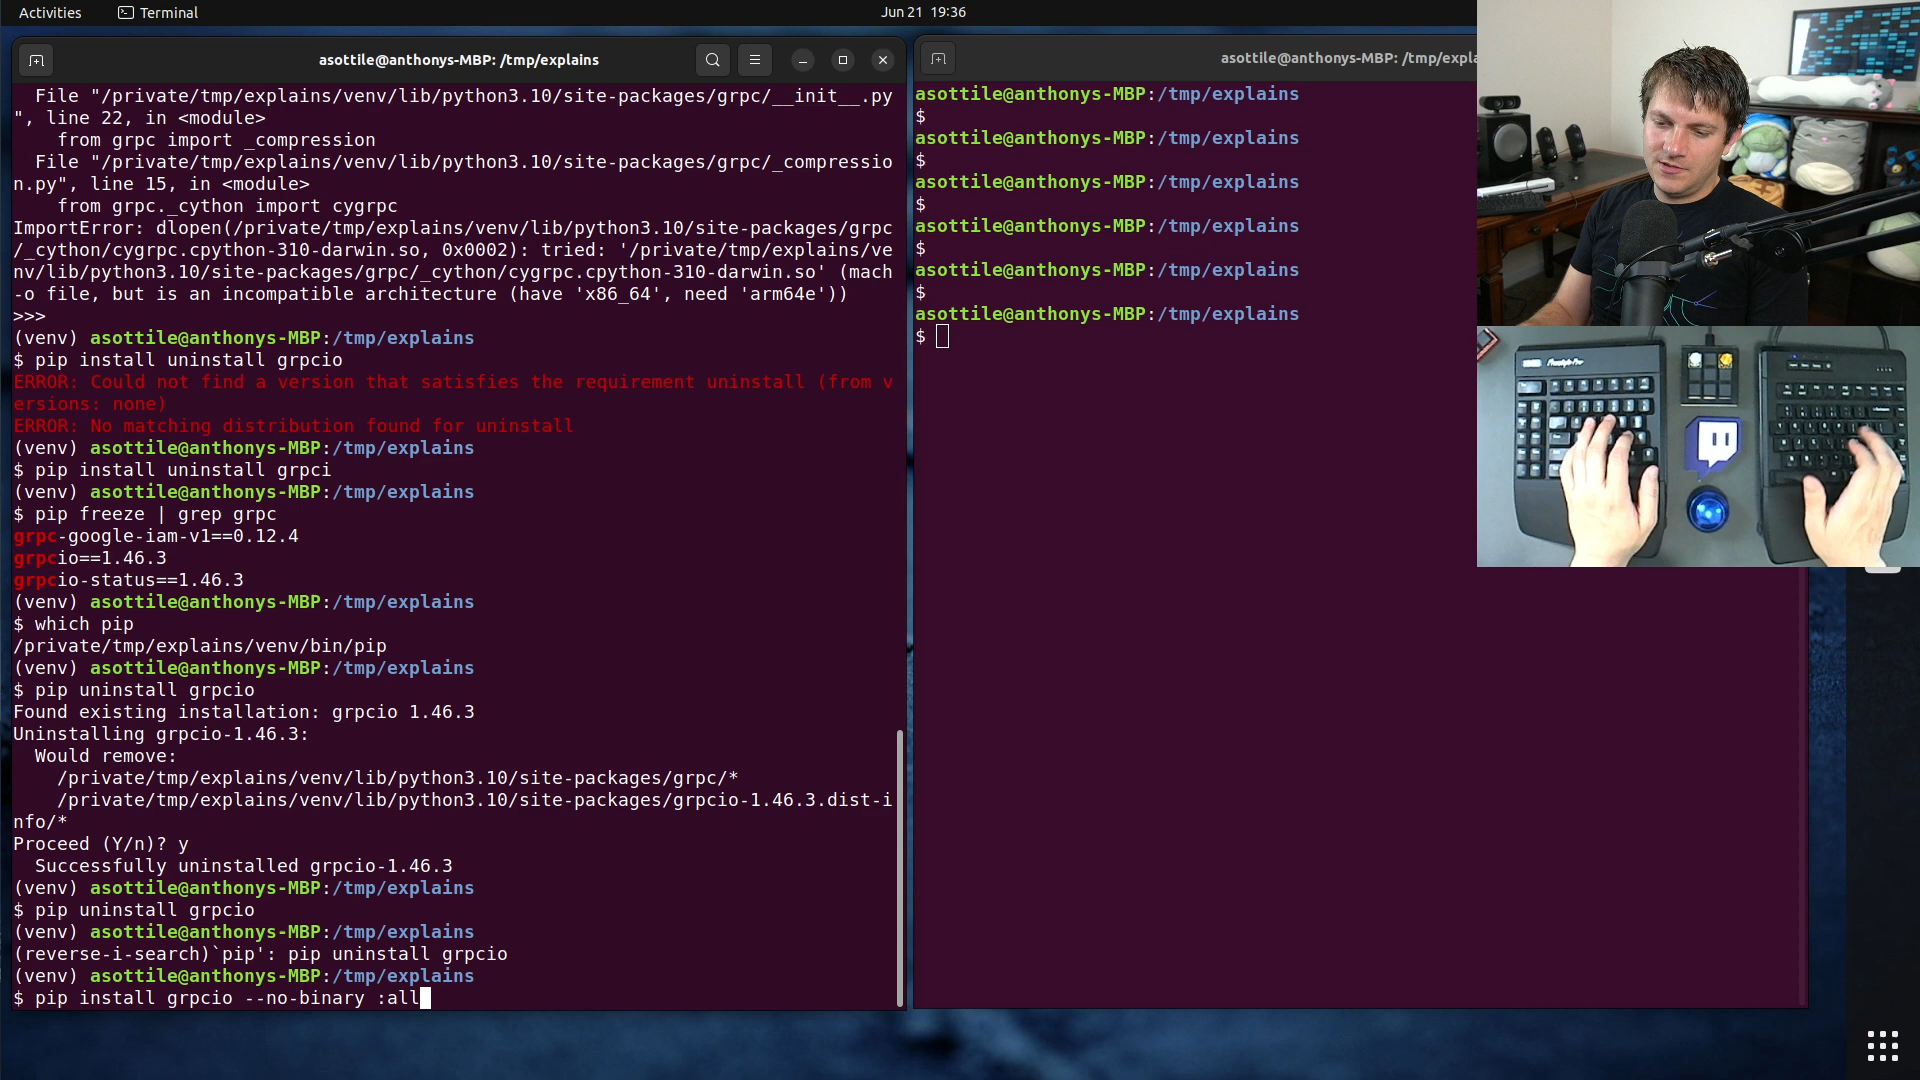 Activities
Terminal
Jun 21 19:36
asottile@anthonys-MBP: /tmp/explains
  File "/private/tmp/explains/venv/lib/python3.10/site-packages/grpc/__init__.py
", line 22, in <module>
    from grpc import _compression
  File "/private/tmp/explains/venv/lib/python3.10/site-packages/grpc/_compressio
n.py", line 15, in <module>
    from grpc._cython import cygrpc
ImportError: dlopen(/private/tmp/explains/venv/lib/python3.10/site-packages/grpc
/_cython/cygrpc.cpython-310-darwin.so, 0x0002): tried: '/private/tmp/explains/ve
nv/lib/python3.10/site-packages/grpc/_cython/cygrpc.cpython-310-darwin.so' (mach
-o file, but is an incompatible architecture (have 'x86_64', need 'arm64e'))
>>>
(venv) asottile@anthonys-MBP:/tmp/explains
$ pip install uninstall grpcio
ERROR: Could not find a version that satisfies the requirement uninstall (from v
ersions: none)
ERROR: No matching distribution found for uninstall
(venv) asottile@anthonys-MBP:/tmp/explains
$ pip install uninstall grpci
(venv) asottile@anthonys-MBP:/tmp/explains
$ pip freeze | grep grpc
grpc-google-iam-v1==0.12.4
grpcio==1.46.3
grpcio-status==1.46.3
(venv) asottile@anthonys-MBP:/tmp/explains
$ which pip
/private/tmp/explains/venv/bin/pip
(venv) asottile@anthonys-MBP:/tmp/explains
$ pip uninstall grpcio
Found existing installation: grpcio 1.46.3
Uninstalling grpcio-1.46.3:
  Would remove:
    /private/tmp/explains/venv/lib/python3.10/site-packages/grpc/*
    /private/tmp/explains/venv/lib/python3.10/site-packages/grpcio-1.46.3.dist-i
nfo/*
Proceed (Y/n)? y
  Successfully uninstalled grpcio-1.46.3
(venv) asottile@anthonys-MBP:/tmp/explains
$ pip uninstall grpcio
(venv) asottile@anthonys-MBP:/tmp/explains
(reverse-i-search)`pip': pip uninstall grpcio
(venv) asottile@anthonys-MBP:/tmp/explains
$ pip install grpcio --no-binary :all
asottile@anthonys-MBP: /tmp/expla
asottile@anthonys-MBP:/tmp/explains
$
asottile@anthonys-MBP:/tmp/explains
$
asottile@anthonys-MBP:/tmp/explains
$
asottile@anthonys-MBP:/tmp/explains
$
asottile@anthonys-MBP:/tmp/explains
$
asottile@anthonys-MBP:/tmp/explains
$
Freestyle Pro